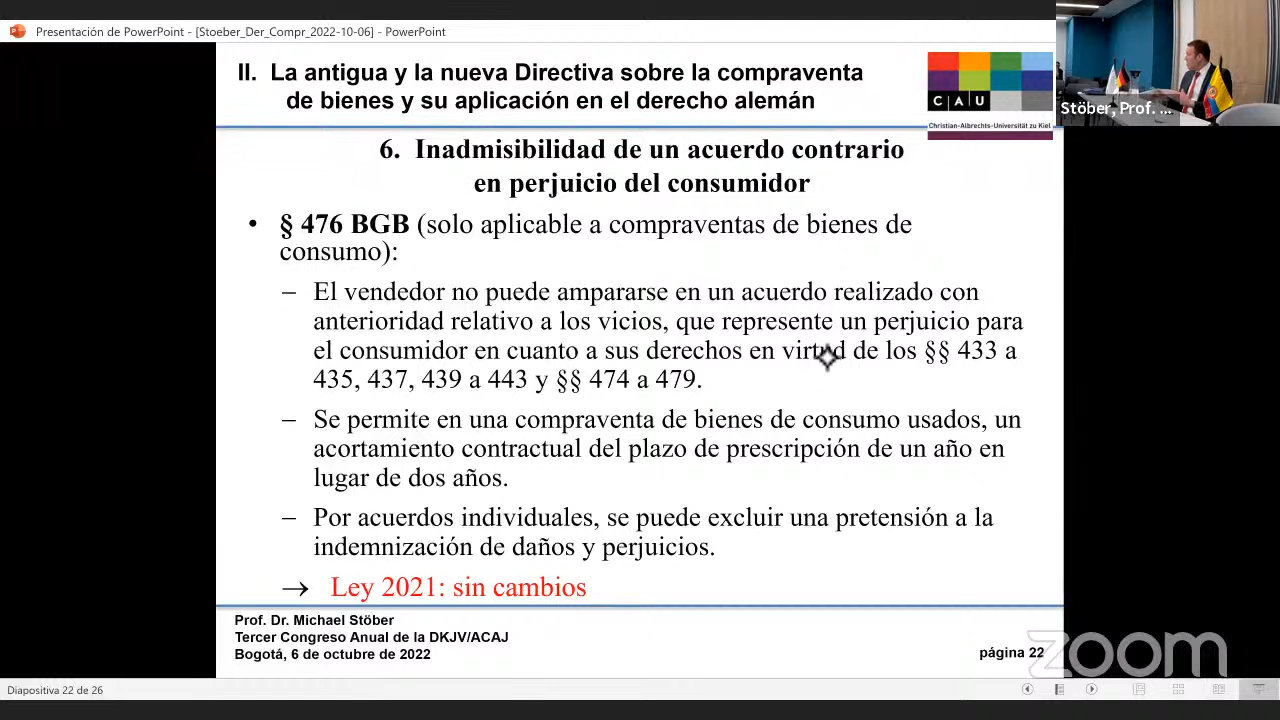 Presentación de PowerPoint - [Stoeber_Der_Compr_2022-10-06] - PowerPoint
II. La antigua y la nueva Directiva sobre la compraventa
de bienes y su aplicación en el derecho alemán
C A U
Christian-Albrechts-Universität zu Kiel
Stöber, Prof. ...
6. Inadmisibilidad de un acuerdo contrario
en perjuicio del consumidor
• § 476 BGB (solo aplicable a compraventas de bienes de
consumo):
– El vendedor no puede ampararse en un acuerdo realizado con
anterioridad relativo a los vicios, que represente un perjuicio para
el consumidor en cuanto a sus derechos en virtud de los §§ 433 a
435, 437, 439 a 443 y §§ 474 a 479.
– Se permite en una compraventa de bienes de consumo usados, un
acortamiento contractual del plazo de prescripción de un año en
lugar de dos años.
– Por acuerdos individuales, se puede excluir una pretensión a la
indemnización de daños y perjuicios.
→ Ley 2021: sin cambios
Prof. Dr. Michael Stöber
Tercer Congreso Anual de la DKJV/ACAJ
Bogotá, 6 de octubre de 2022
página 22
zoom
Diapositiva 22 de 26